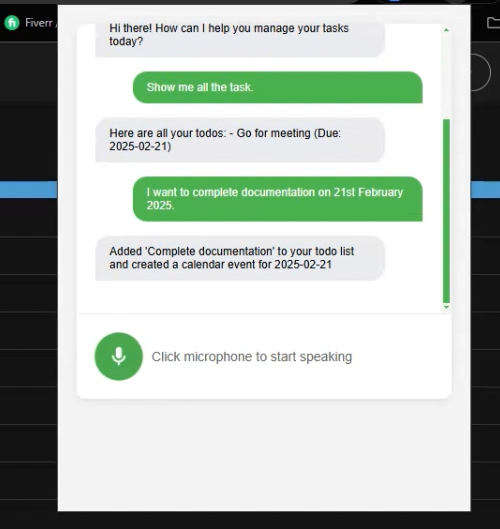 Fiverr
Hi there! How can I help you manage your tasks
today?
Show me all the task.
Here are all your todos: - Go for meeting (Due:
2025-02-21)
I want to complete documentation on 21st February
2025.
Added 'Complete documentation' to your todo list
and created a calendar event for 2025-02-21
Click microphone to start speaking